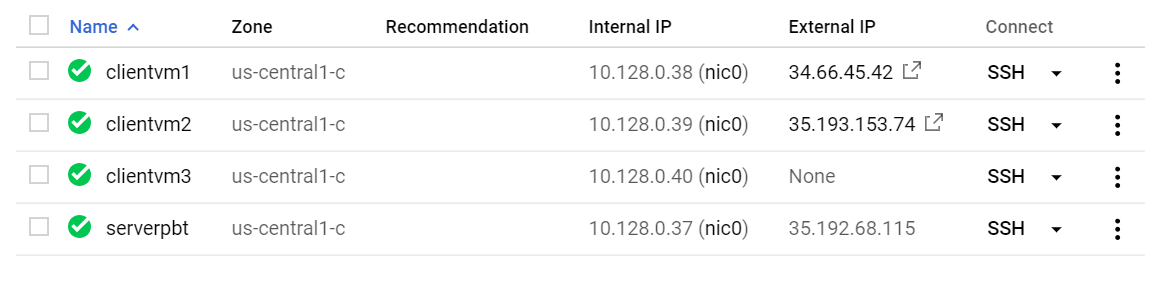 Name Zone Recommendation Internal IP External IP Connect
clientvm1 us-central1-c 10.128.0.38 (nic0) 34.66.45.42 SSH
clientvm2 us-central1-c 10.128.0.39 (nic0) 35.193.153.74 SSH
clientvm3 us-central1-c 10.128.0.40 (nic0) None SSH
serverpbt us-central1-c 10.128.0.37 (nic0) 35.192.68.115 SSH